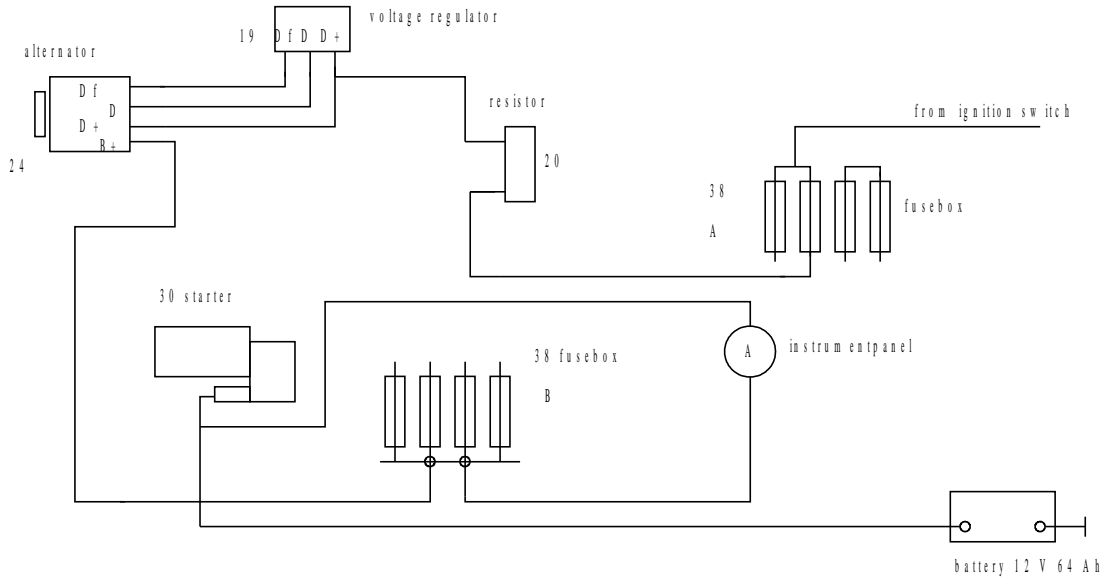 voltage regulator
19 Df D D+
alternator
Df
D
D+
B+
24
resistor
20
from ignition switch
38
A
fusebox
30 starter
38 fusebox
B
A
instrumentpanel
battery 12 V 64 Ah